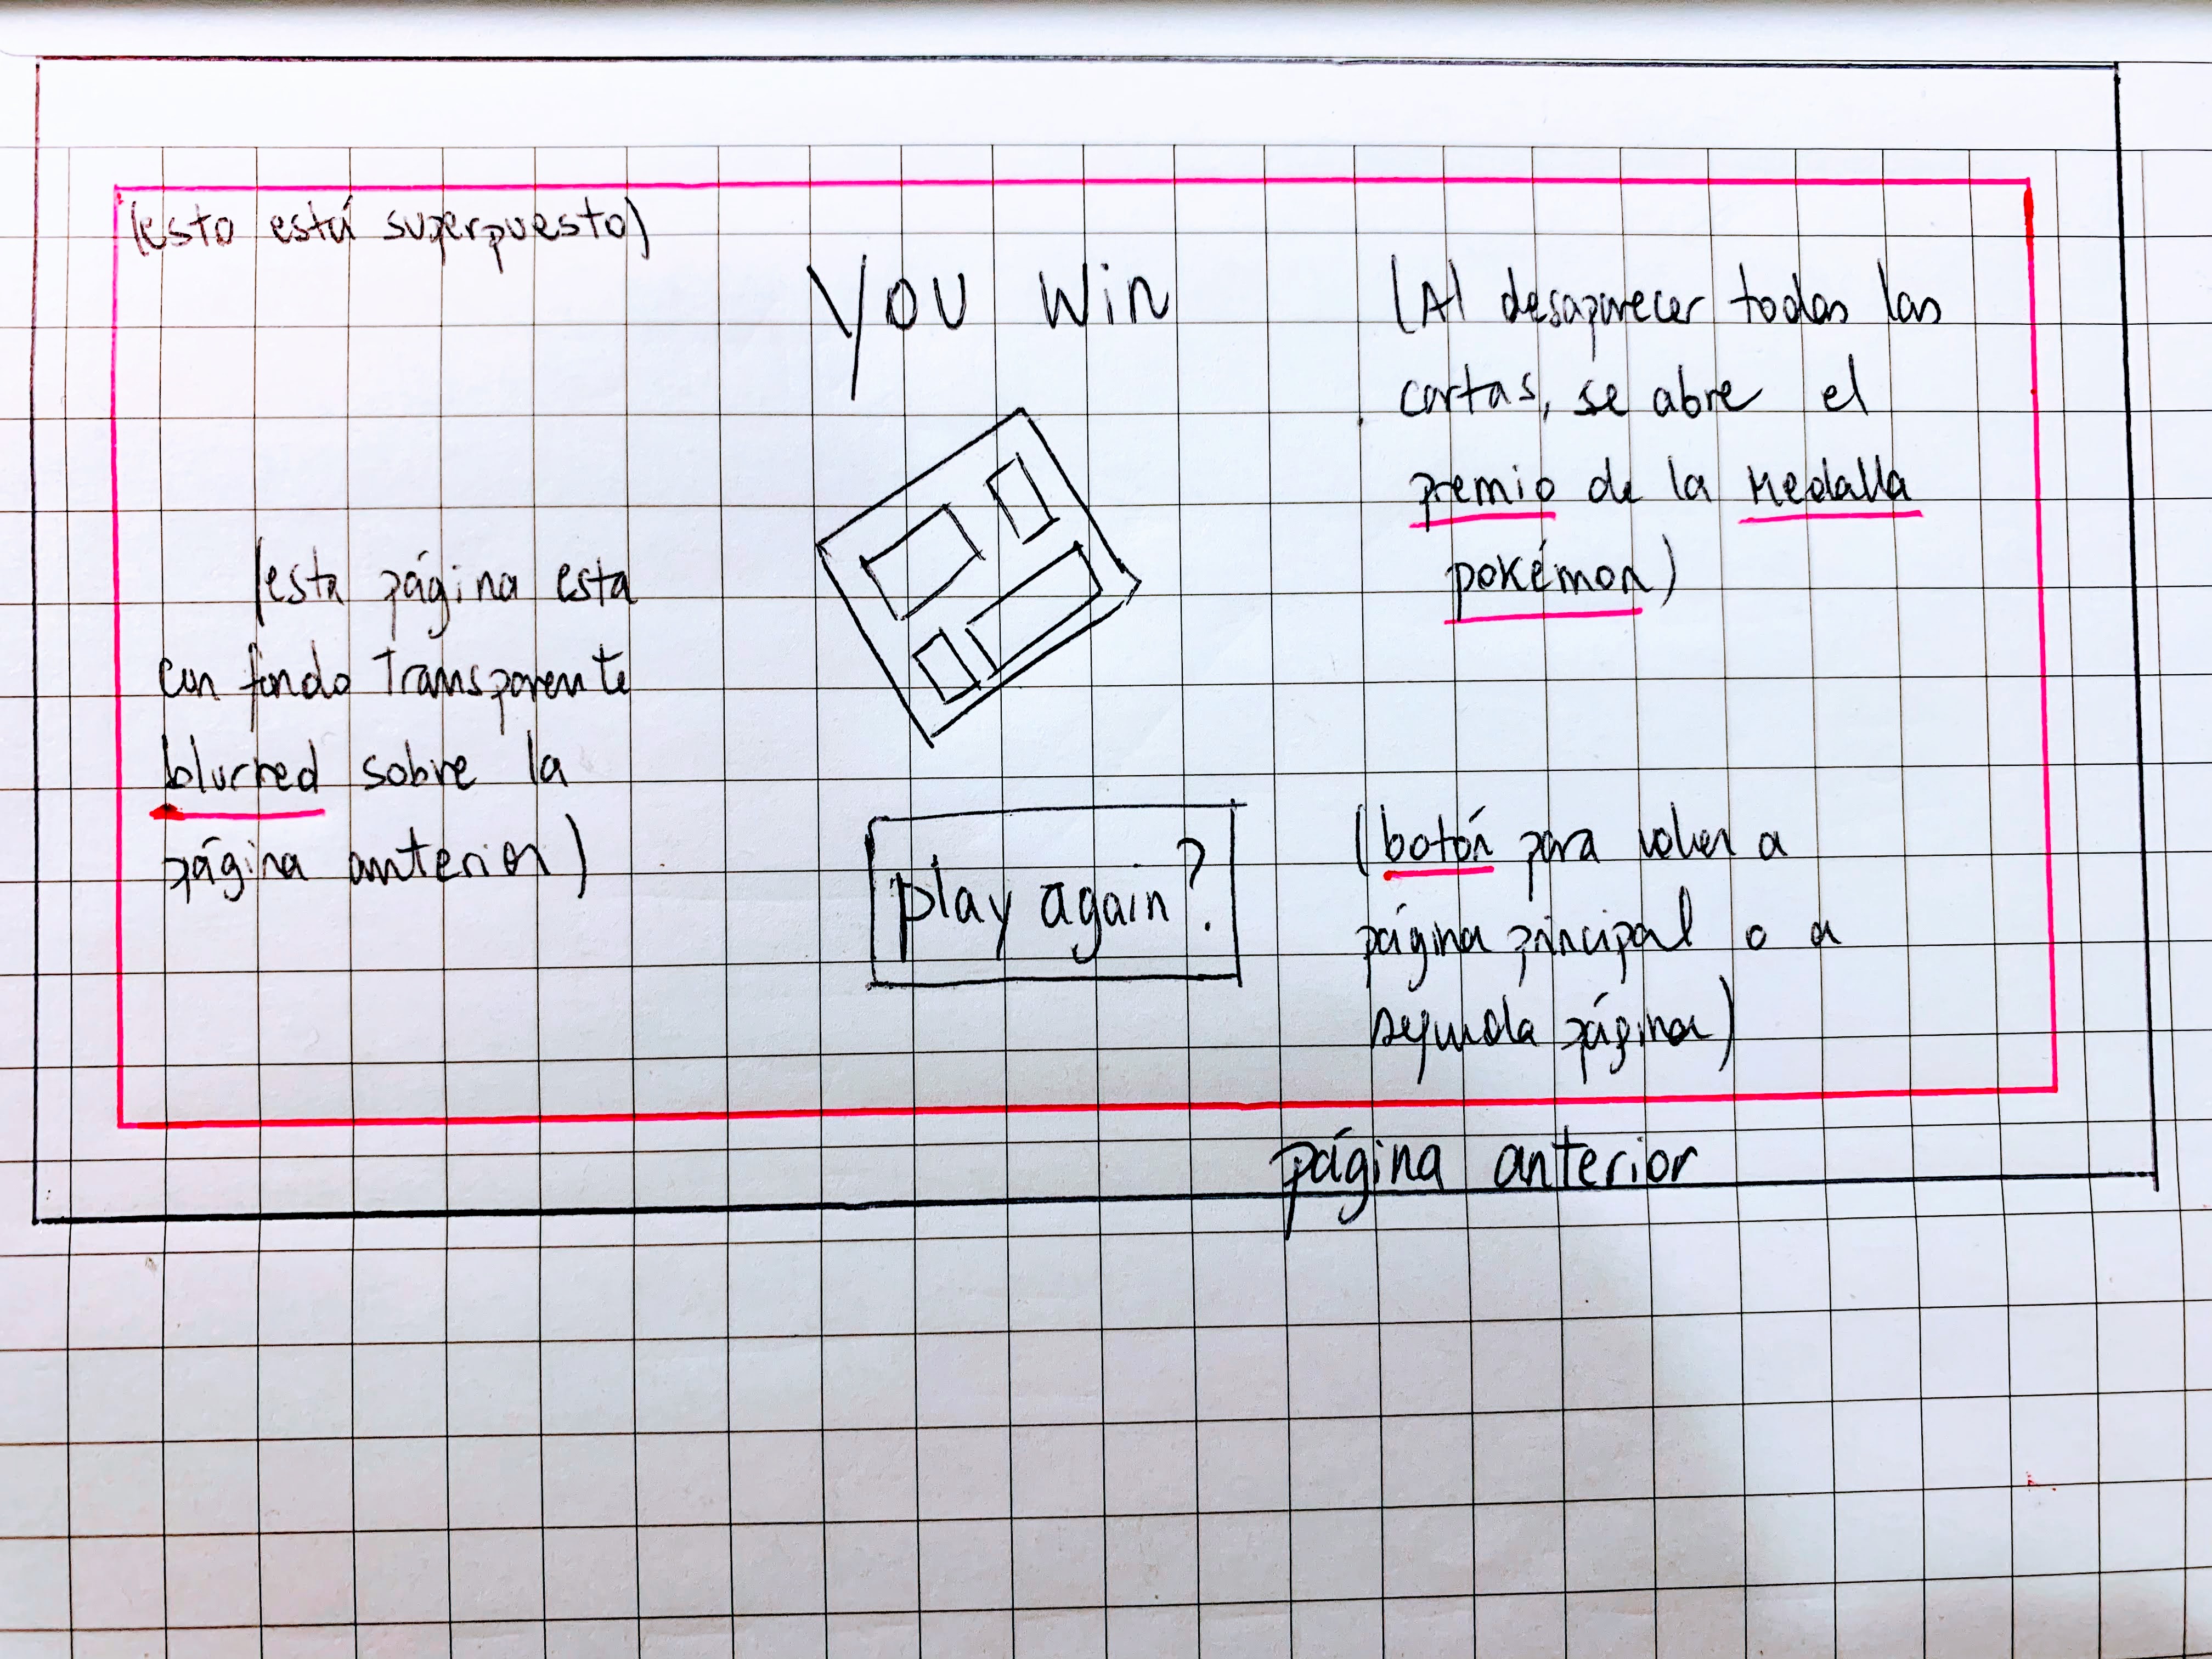 (esto está superpuesto)
You Win
(Al desaparecer todas las
cartas, se abre el
premio de la Medalla
pokémon)
(esta página esta
con fondo Transparente
blurred sobre la
página anterior)
play again?
(botón para volver a
página principal o a
segunda página)
página anterior